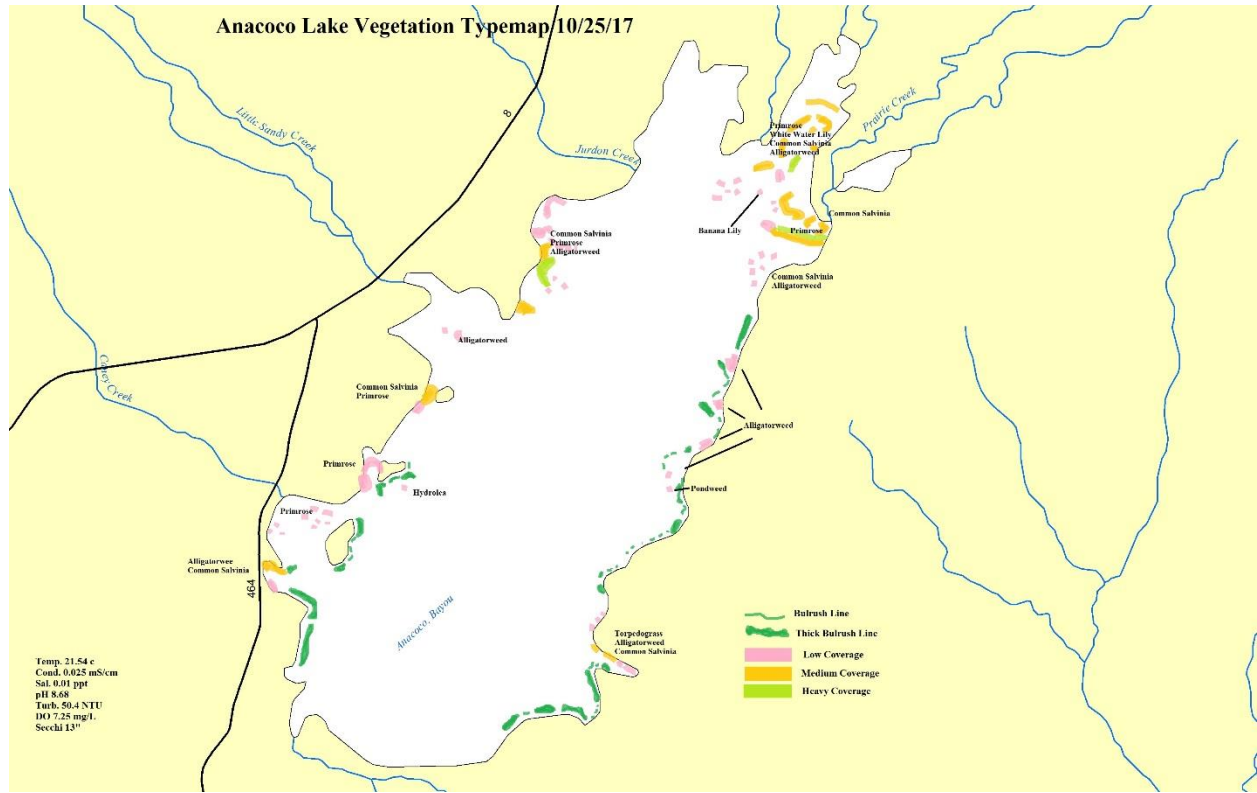 Anacoco Lake Vegetation Typemap 10/25/17
Little Sandy Creek
8
Jurdon Creek
Prairie Creek
Primrose
White Water Lily
Common Salvinia
Alligatorweed
Common Salvinia
Banana Lily
Primrose
Common Salvinia
Primrose
Alligatorweed
Common Salvinia
Alligatorweed
Alligatorweed
Caney Creek
Common Salvinia
Primrose
Alligatorweed
Primrose
Hydrolea
Pondweed
Primrose
Alligatorwee
Common Salvinia
464
Anacoco, Bayou
Torpedograss
Alligatorweed
Common Salvinia
Bulrush Line
Thick Bulrush Line
Low Coverage
Medium Coverage
Heavy Coverage
Temp. 21.54 c
Cond. 0.025 mS/cm
Sal. 0.01 ppt
pH 8.68
Turb. 50.4 NTU
DO 7.25 mg/L
Secchi 13"